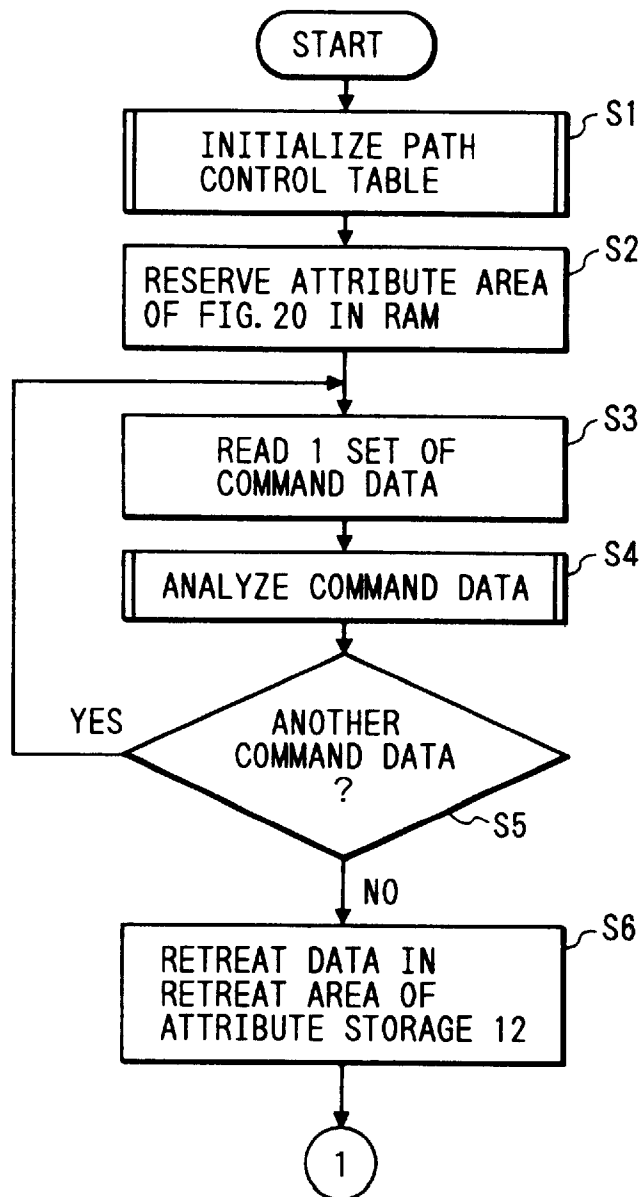 START
S1
INITIALIZE PATH
CONTROL TABLE
S2
RESERVE ATTRIBUTE AREA
OF FIG.20 IN RAM
S3
READ 1 SET OF
COMMAND DATA
S4
ANALYZE COMMAND DATA
YES
ANOTHER
COMMAND DATA
?
S5
NO
S6
RETREAT DATA IN
RETREAT AREA OF
ATTRIBUTE STORAGE 12
1